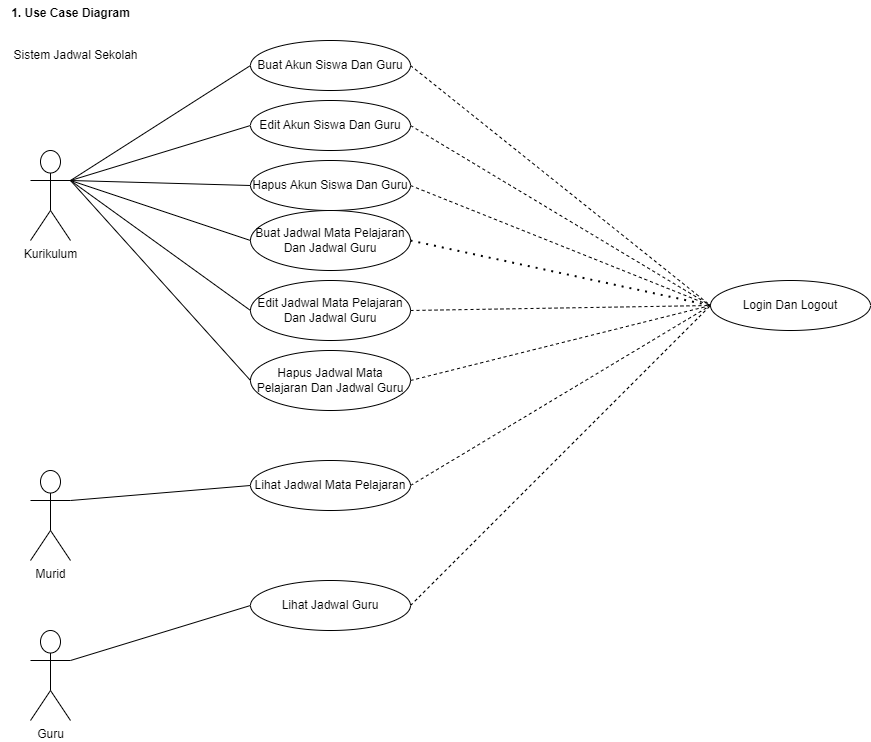 1. Use Case Diagram
Sistem Jadwal Sekolah
Buat Akun Siswa Dan Guru
Edit Akun Siswa Dan Guru
Hapus Akun Siswa Dan Guru
Buat Jadwal Mata Pelajaran
Dan Jadwal Guru
Kurikulum
Edit Jadwal Mata Pelajaran
Dan Jadwal Guru
Login Dan Logout
Hapus Jadwal Mata
Pelajaran Dan Jadwal Guru
Lihat Jadwal Mata Pelajaran
Murid
Lihat Jadwal Guru
Guru